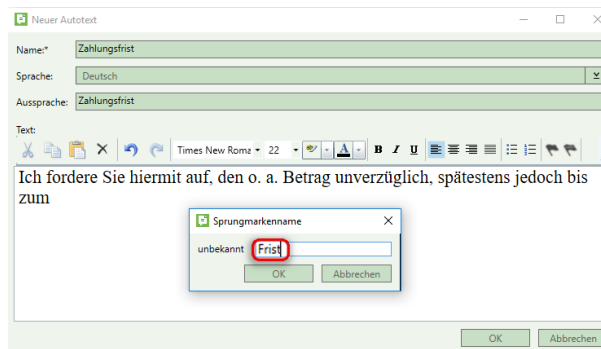 Neuer Autotext
Name:* Zahlungsfrist
Sprache: Deutsch
Aussprache: Zahlungsfrist
Text:
Times New Roma 22 A B I U
Ich fordere Sie hiermit auf, den o. a. Betrag unverzüglich, spätestens jedoch bis
zum
Sprungmarkenname
unbekannt Frist
OK Abbrechen
OK Abbrechen